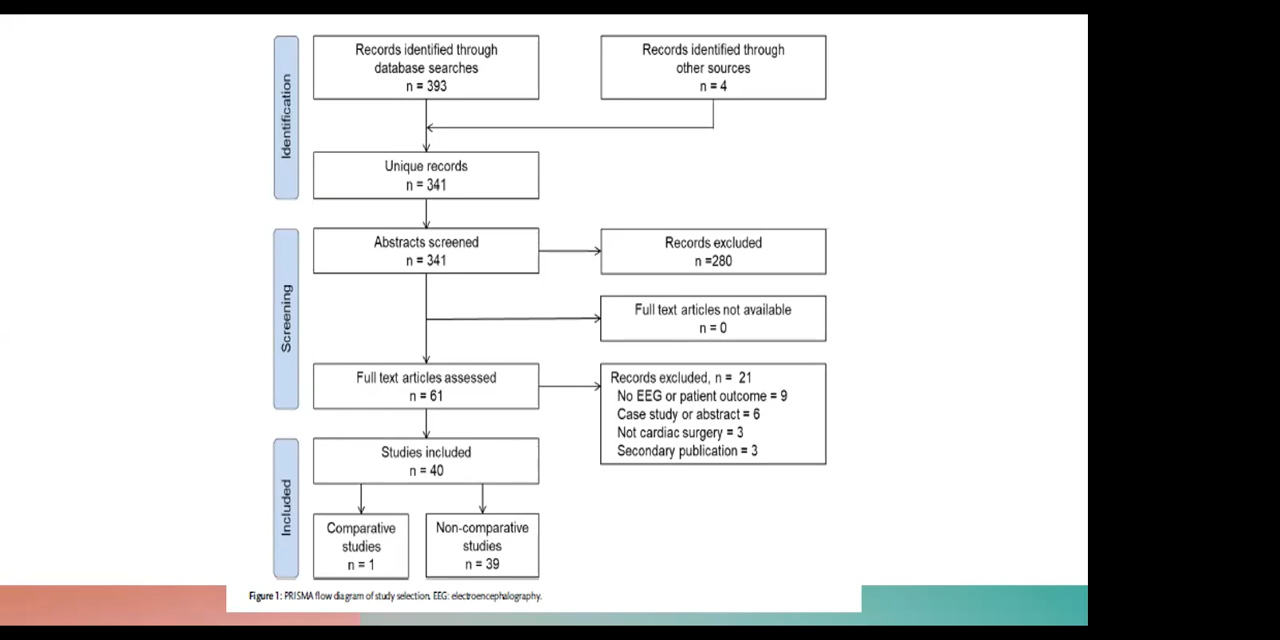 Identification
Records identified through
database searches
n = 393
Records identified through
other sources
n = 4
Unique records
n = 341
Screening
Abstracts screened
n = 341
Records excluded
n =280
Full text articles not available
n = 0
Full text articles assessed
n = 61
Records excluded, n = 21
No EEG or patient outcome = 9
Case study or abstract = 6
Not cardiac surgery = 3
Secondary publication = 3
Included
Studies included
n = 40
Comparative
studies
n = 1
Non-comparative
studies
n = 39
Figure 1: PRISMA flow diagram of study selection. EEG: electroencephalography.